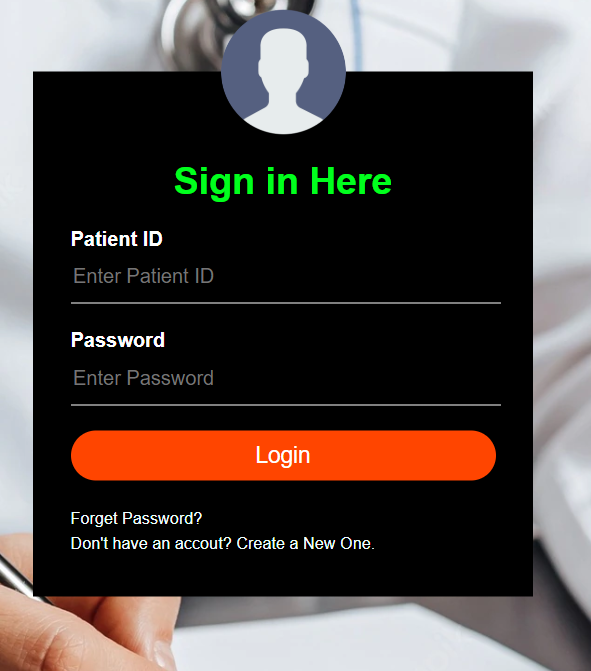 Sign in Here
Patient ID
Enter Patient ID
Password
Enter Password
Login
Forget Password?
Don't have an accout? Create a New One.